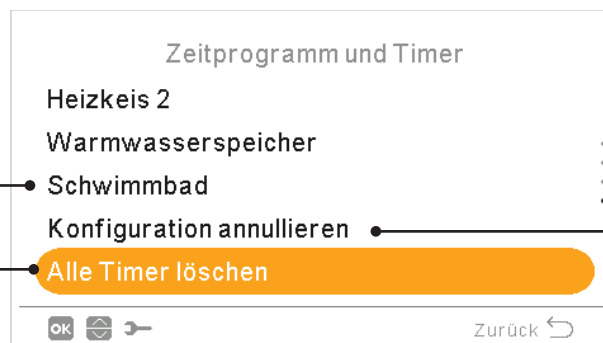 Zeitprogramm und Timer
Heizkeis 2
Warmwasserspeicher
Schwimmbad
Konfiguration annullieren
Alle Timer löschen
OK Zurück